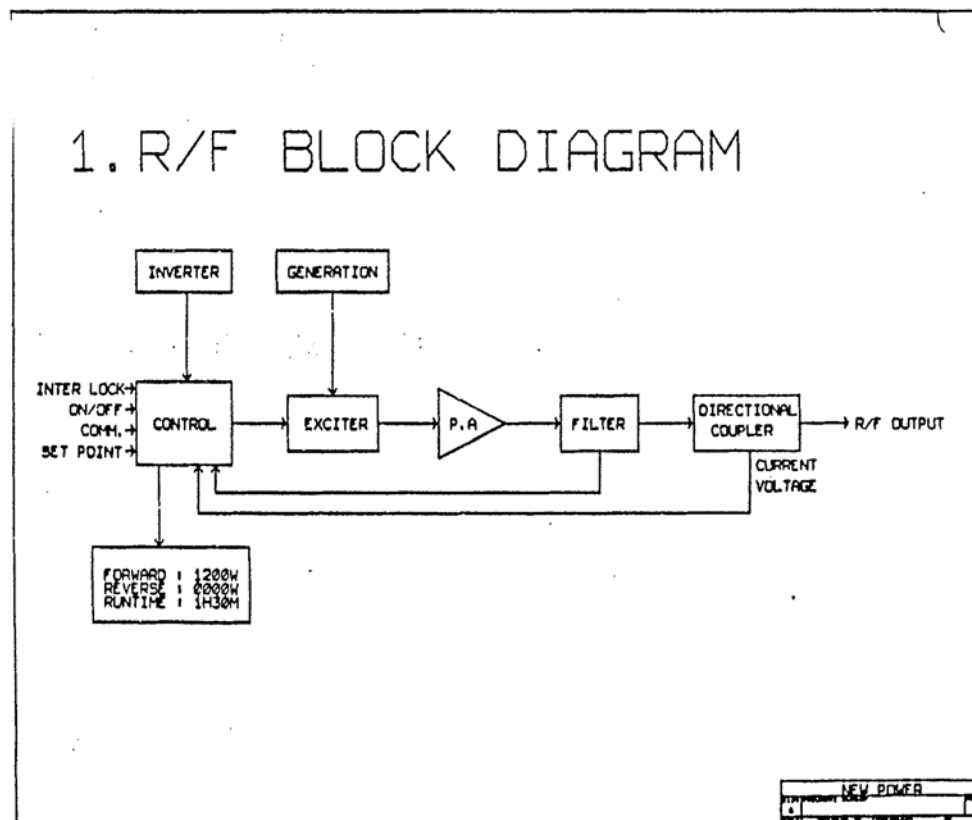 1. R/F BLOCK DIAGRAM
INVERTER
GENERATION
INTER LOCK
ON/OFF
COMM.
SET POINT
CONTROL
EXCITER
P.A
FILTER
DIRECTIONAL
COUPLER
R/F OUTPUT
CURRENT
VOLTAGE
FORWARD : 1200W
REVERSE : 0000W
RUNTIME : 1H30M
NEW POWER
A